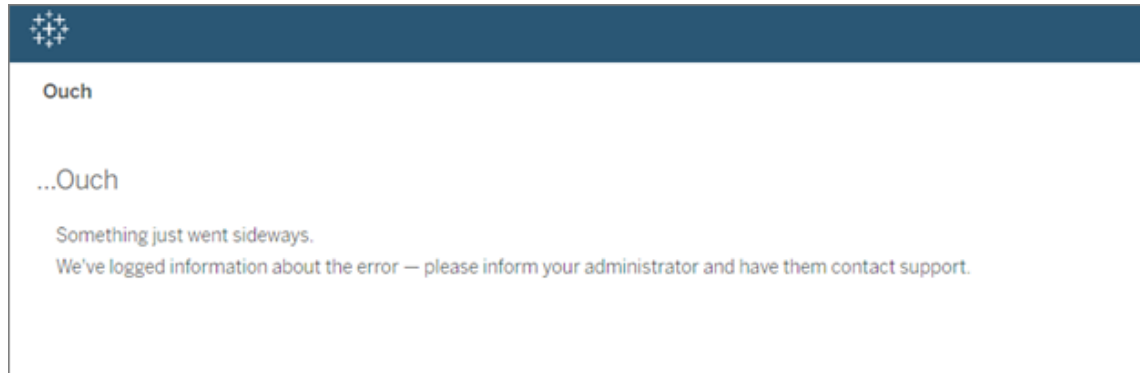 Ouch
...Ouch
Something just went sideways.
We've logged information about the error — please inform your administrator and have them contact support.